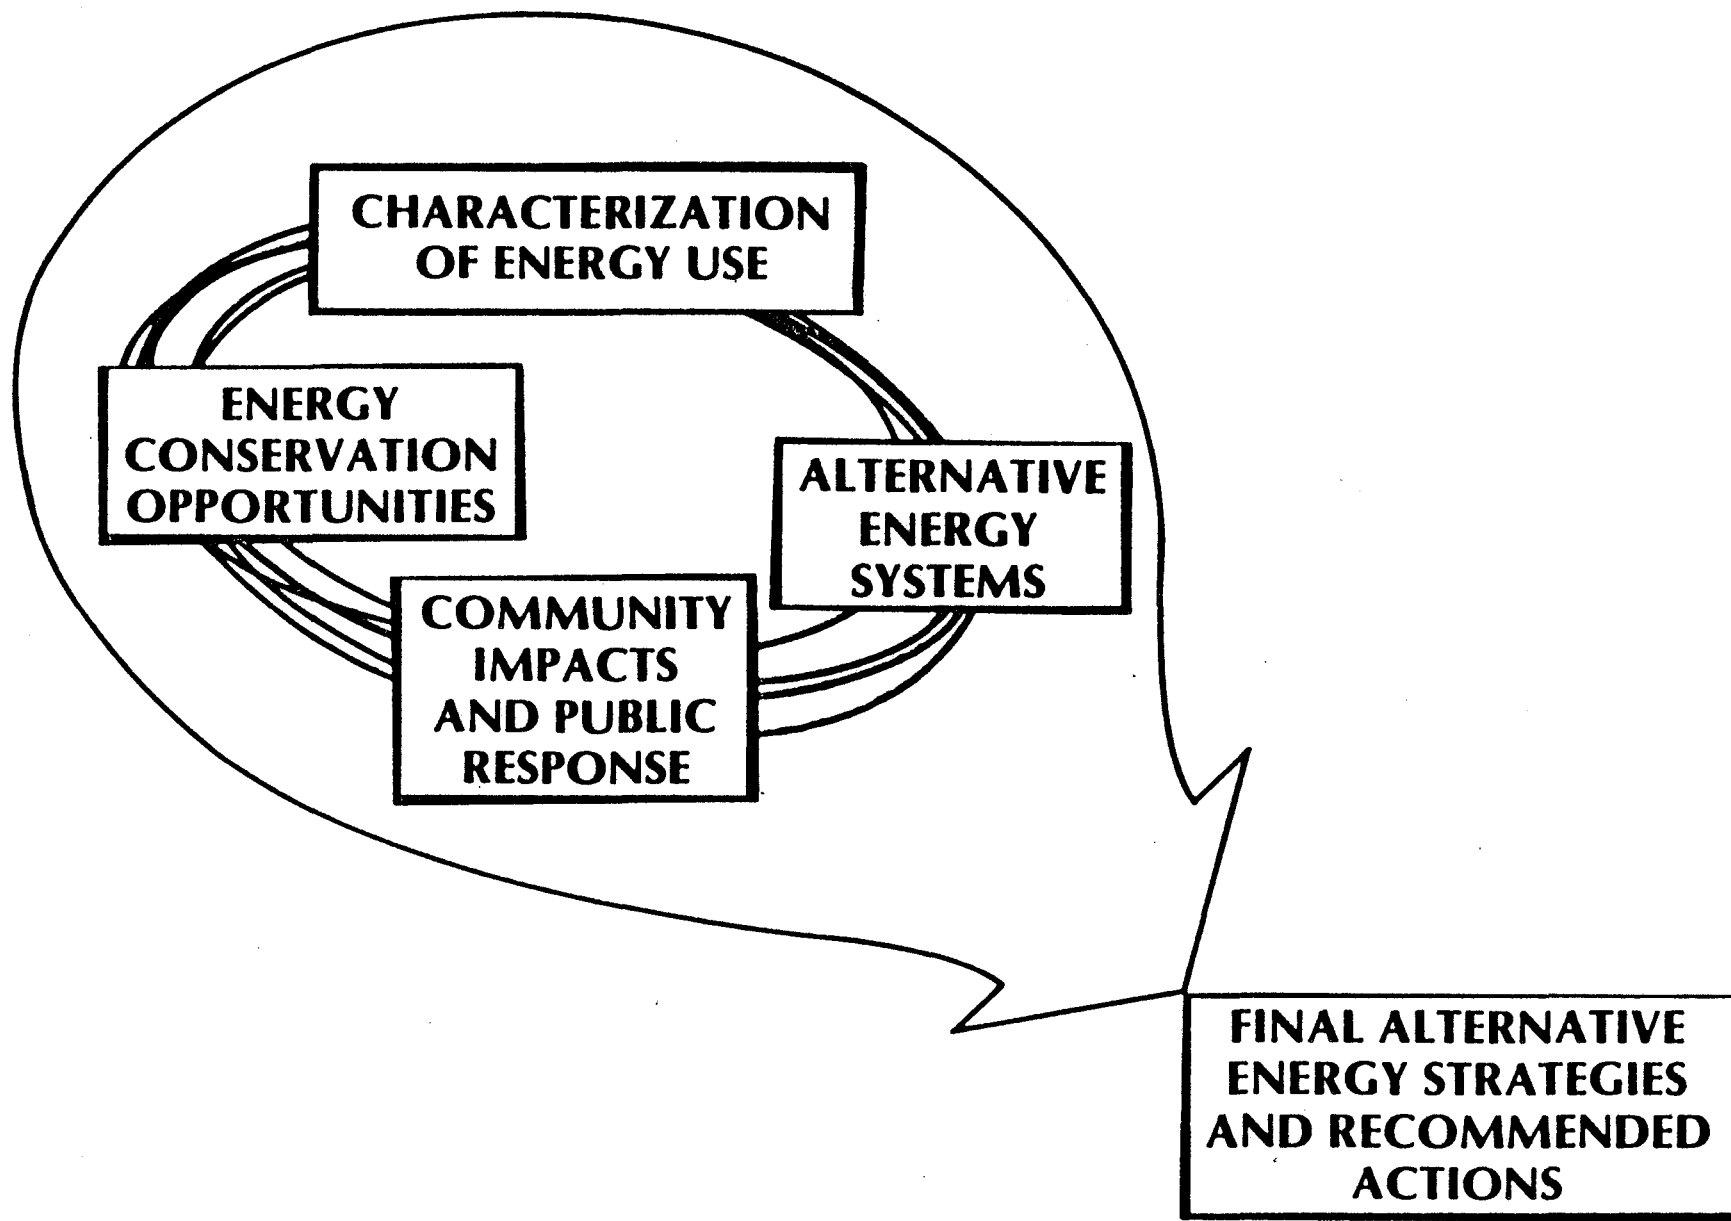 CHARACTERIZATION
OF ENERGY USE
ENERGY
CONSERVATION
OPPORTUNITIES
ALTERNATIVE
ENERGY
SYSTEMS
COMMUNITY
IMPACTS
AND PUBLIC
RESPONSE
FINAL ALTERNATIVE
ENERGY STRATEGIES
AND RECOMMENDED
ACTIONS